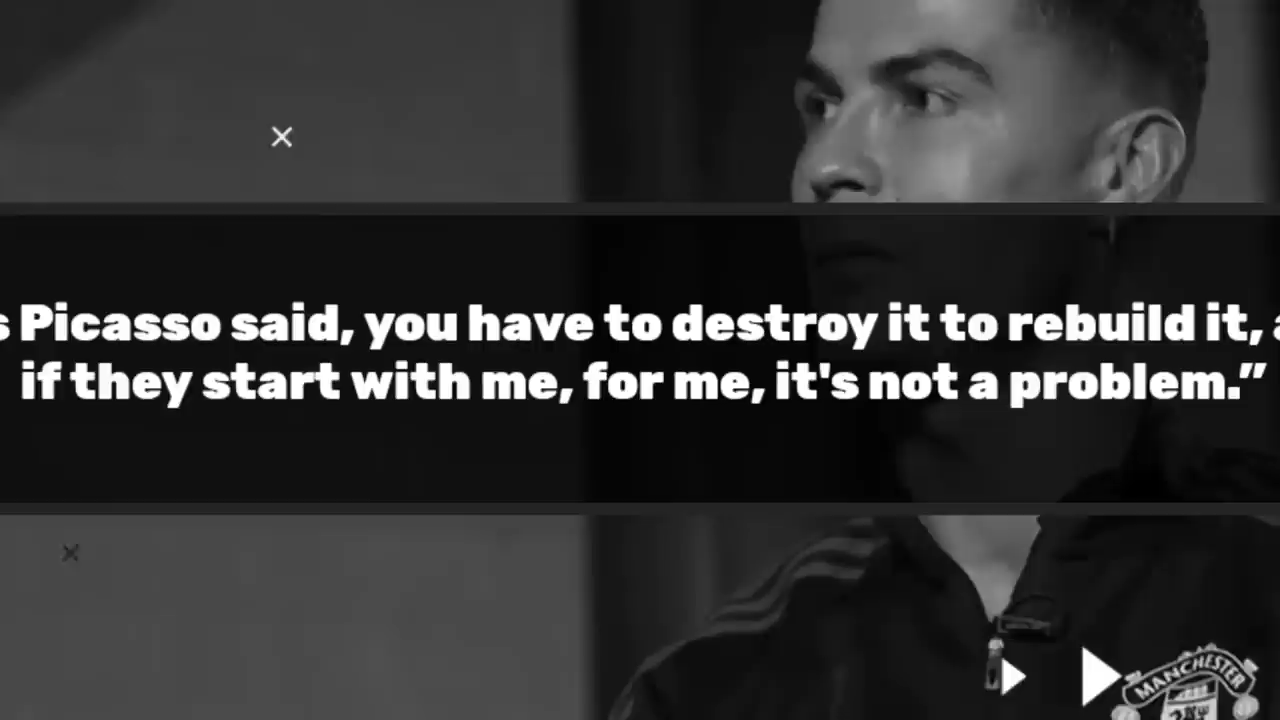 Picasso said, you have to destroy it to rebuild it,
if they start with me, for me, it's not a problem.”
MANCHESTER